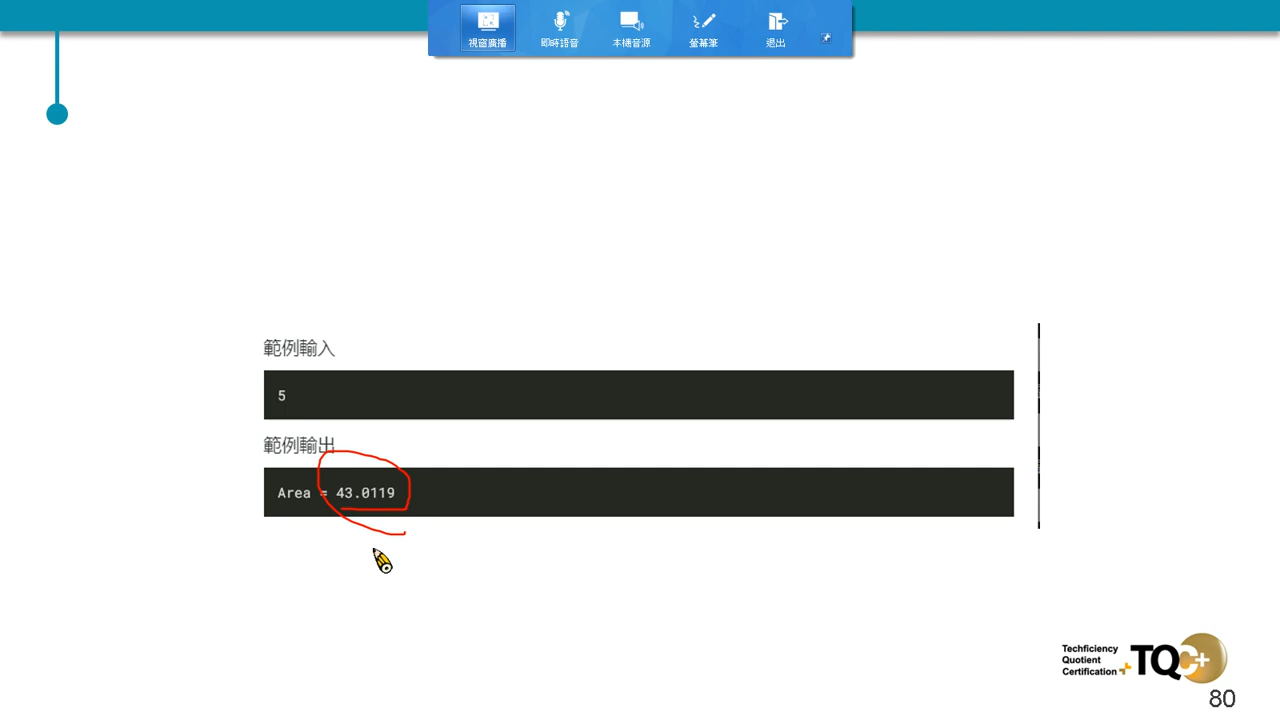 視窗廣播
即時語音
本機音源
螢幕筆
退出
範例輸入
5
範例輸出
Area = 43.0119
Techficiency
Quotient
Certification
TQC+
80